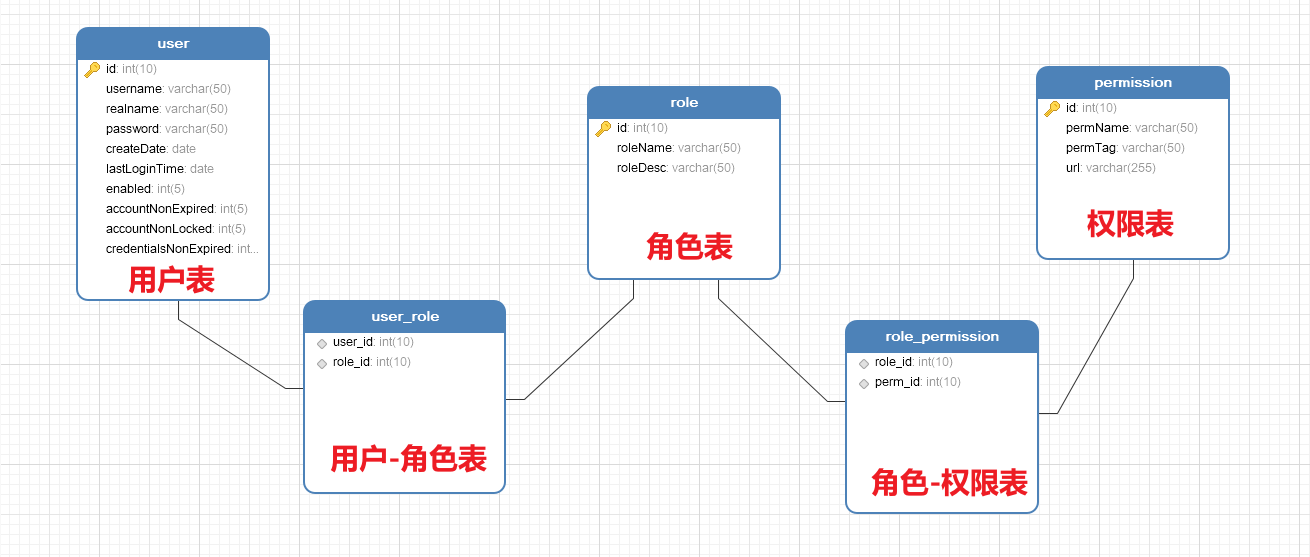 user
id: int(10)
username: varchar(50)
realname: varchar(50)
password: varchar(50)
createDate: date
lastLoginTime: date
enabled: int(5)
accountNonExpired: int(5)
accountNonLocked: int(5)
credentialsNonExpired: int...
用户表
user_role
user_id: int(10)
role_id: int(10)
用户-角色表
role
id: int(10)
roleName: varchar(50)
roleDesc: varchar(50)
角色表
role_permission
role_id: int(10)
perm_id: int(10)
角色-权限表
permission
id: int(10)
permName: varchar(50)
permTag: varchar(50)
url: varchar(255)
权限表